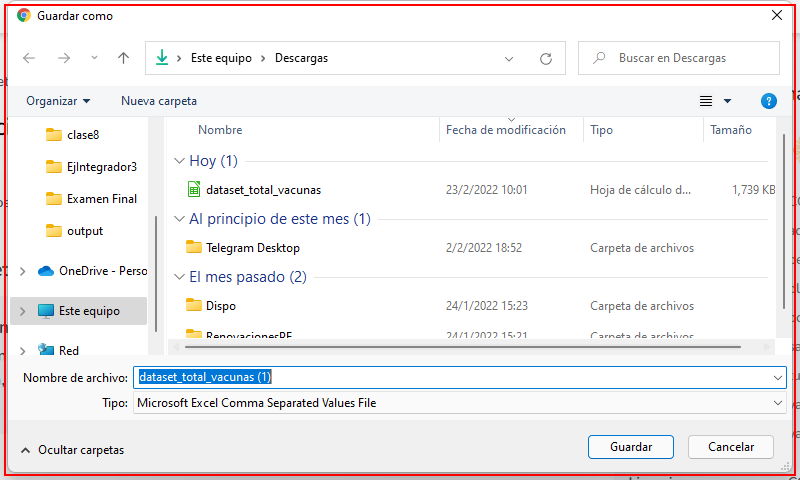 Guardar como
Este equipo > Descargas
Buscar en Descargas
Organizar
Nueva carpeta
Nombre
Fecha de modificación
Tipo
Tamaño
clase8
EjIntegrador3
Examen Final
output
OneDrive - Perso
Este equipo
Red
Hoy (1)
dataset_total_vacunas 23/2/2022 10:01 Hoja de cálculo d... 1,739 KB
Al principio de este mes (1)
Telegram Desktop 2/2/2022 18:52 Carpeta de archivos
El mes pasado (2)
Dispo 24/1/2022 15:23 Carpeta de archivos
RenovacionesPF 24/1/2022 15:21 Carpeta de archivos
Nombre de archivo: dataset_total_vacunas (1)
Tipo: Microsoft Excel Comma Separated Values File
Ocultar carpetas
Guardar
Cancelar